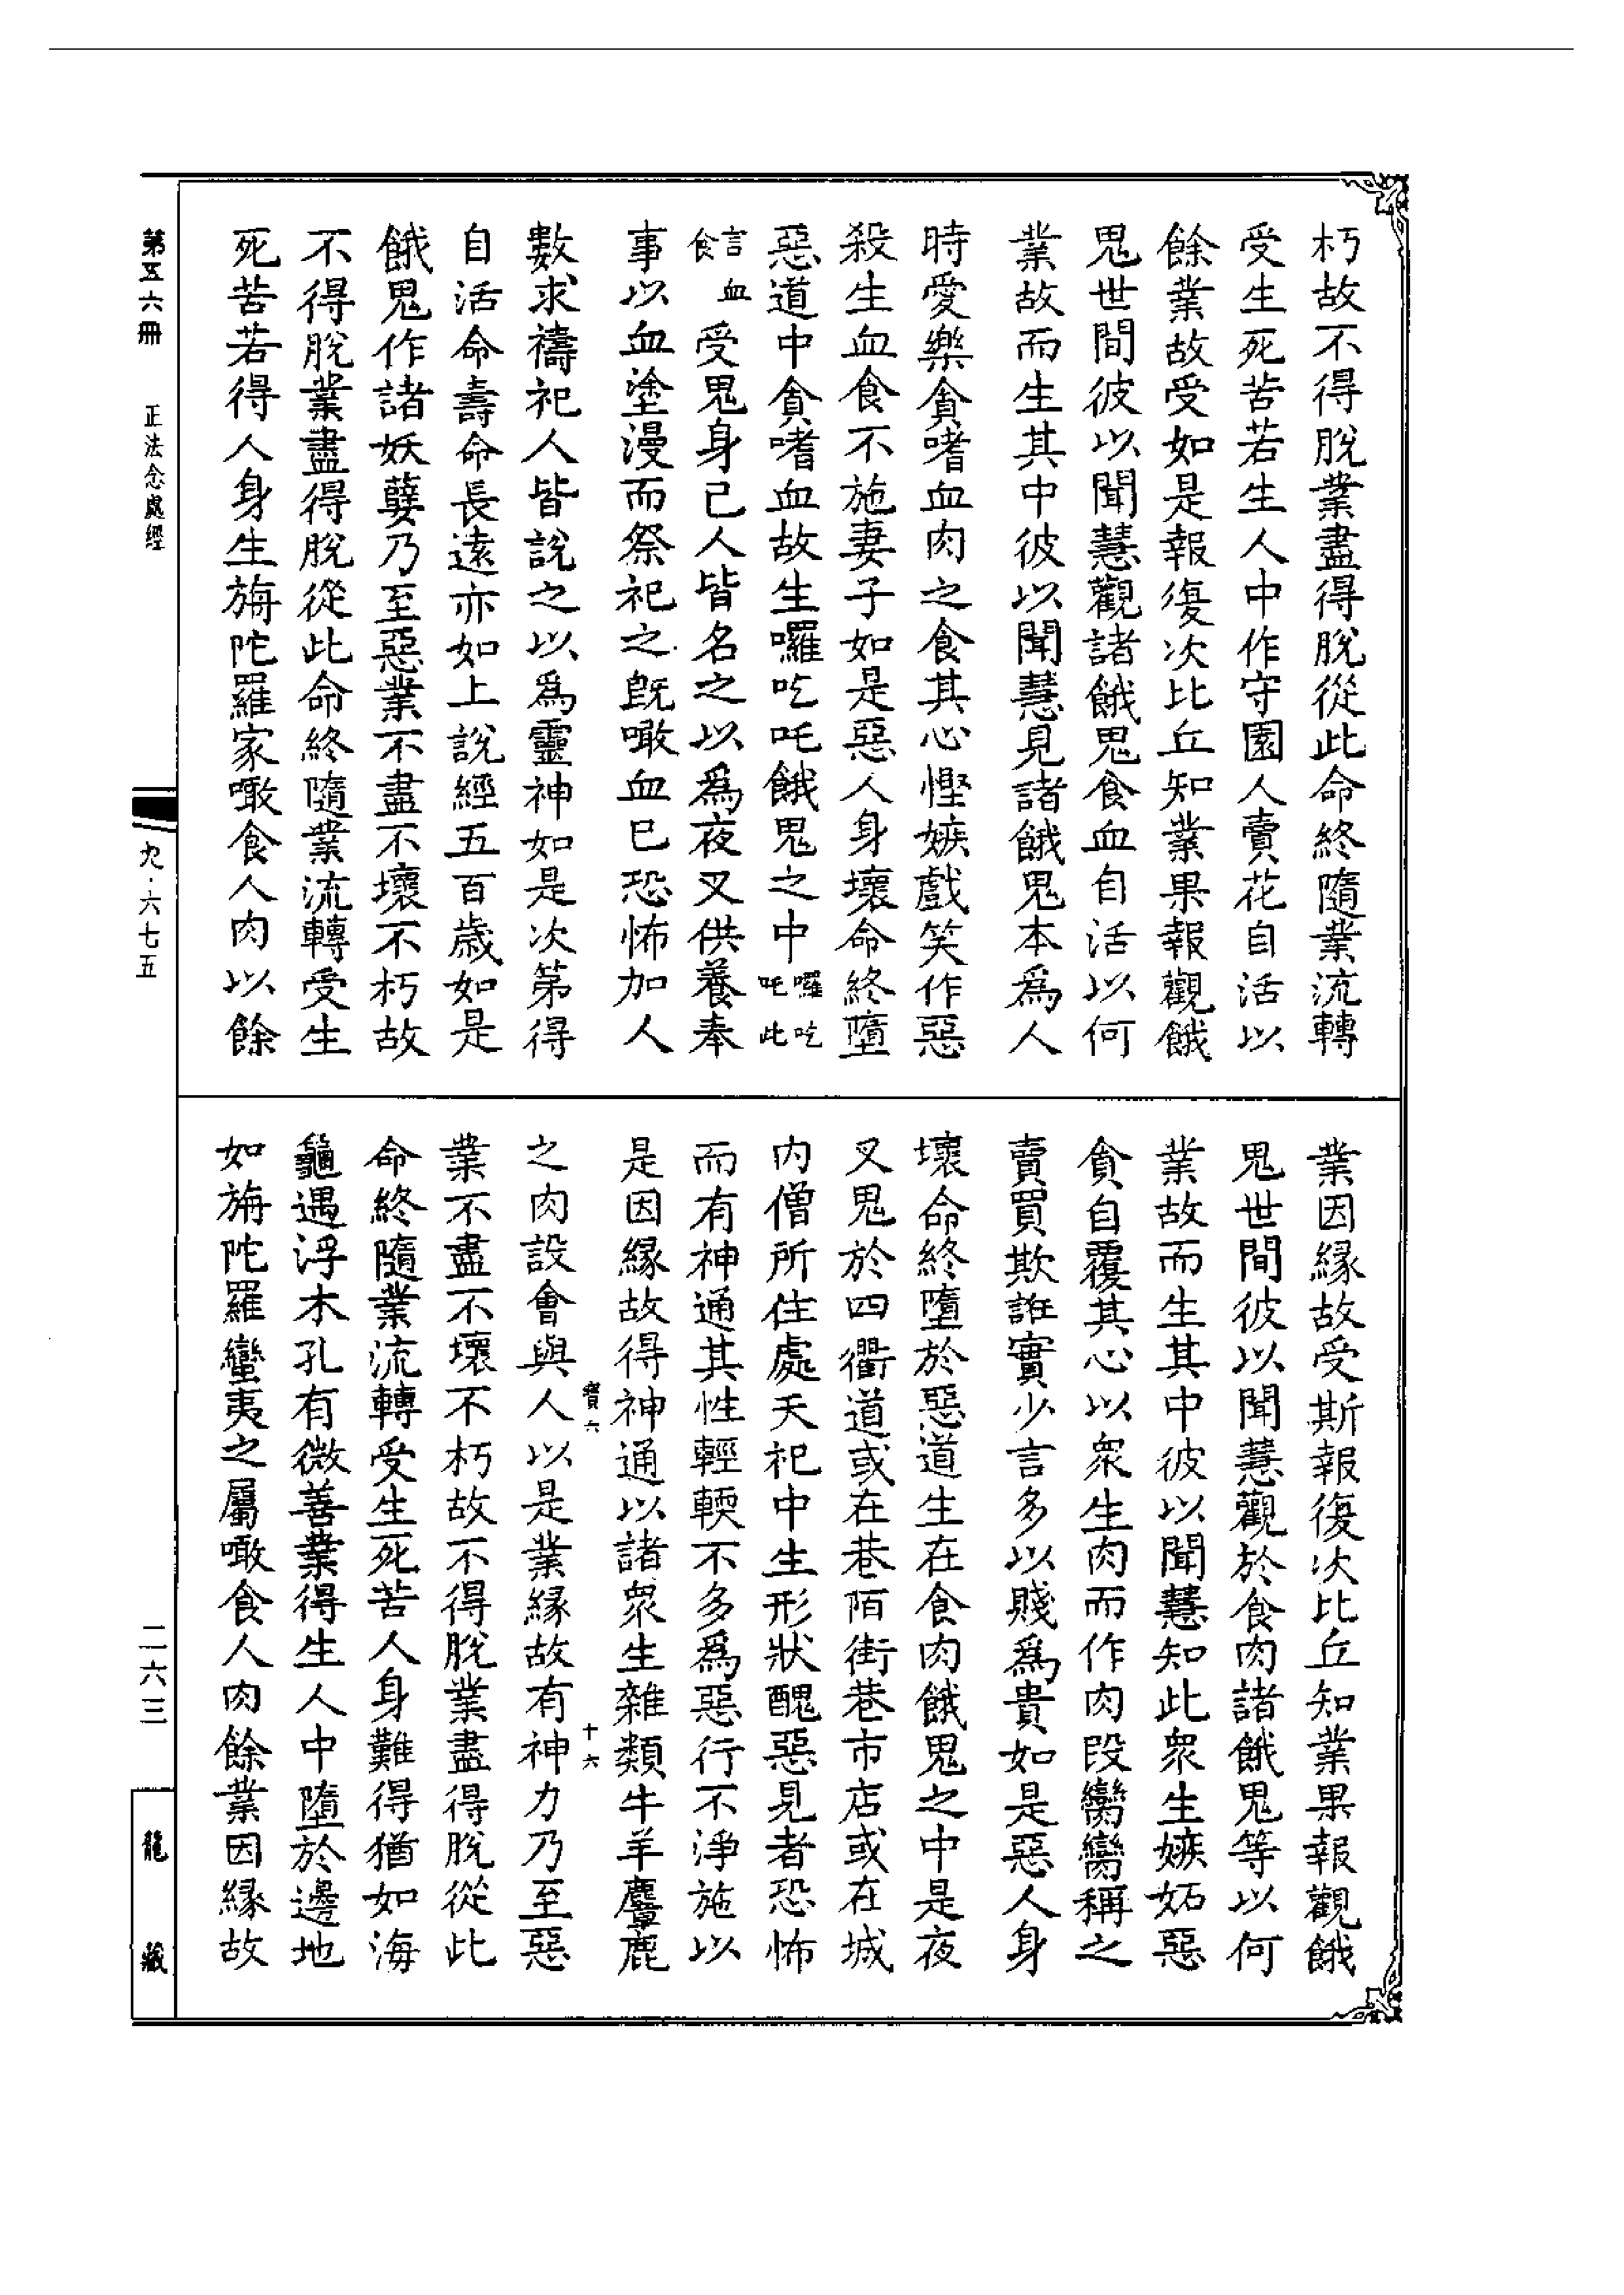 朽故不得脫業盡得脫從此命終隨業流轉
受生死苦若生人中作守園人賣花自活以
餘業故受如是報復次比丘知業果報觀餓
鬼世間彼以聞慧觀諸餓鬼食血自活以何
業故而生其中彼以聞慧見諸餓鬼本為人
時愛樂貪嗜血肉之食其心慳嫉戲笑作惡
殺生血食不施妻子如是惡人身壞命終墮
惡道中貪嗜血故生囉吃吒餓鬼之中囉吃吒此
言血食受鬼身已人皆名之以為夜叉供養奉
事以血塗漫而祭祀之旣噉血已恐怖加人
數求禱祀人皆說之以為靈神如是次第得
自活命壽命長遠亦如上說經五百歲如是
餓鬼作諸妖孽乃至惡業不盡不壞不朽故
不得脫業盡得脫從此命終隨業流轉受生
死苦若得人身生旃陀羅家噉食人肉以餘
業因緣故受斯報復次比丘知業果報觀餓
鬼世間彼以聞慧觀於食肉諸餓鬼等以何
業故而生其中彼以聞慧知此衆生嫉妬惡
貪自覆其心以衆生肉而作肉段臠臠稱之
賣買欺誑實少言多以賤為貴如是惡人身
壞命終墮於惡道生在食肉餓鬼之中是夜
叉鬼於四衢道或在巷陌街巷市店或在城
内僧所住處天祀中生形狀醜惡見者恐怖
而有神通其性輕輭不多為惡行不淨施以
是因緣故得神通以諸衆生雜類牛羊麞鹿
之肉設會與人以是業緣故有神力乃至惡
業不盡不壞不朽故不得脫業盡得脫從此
命終隨業流轉受生死苦人身難得猶如海
龜遇浮木孔有微善業得生人中墮於邊地
如旃陀羅蠻夷之屬噉食人肉餘業因緣故
寶六
十六
第五六冊
正法念處經
九·六七五
二六三
龍藏